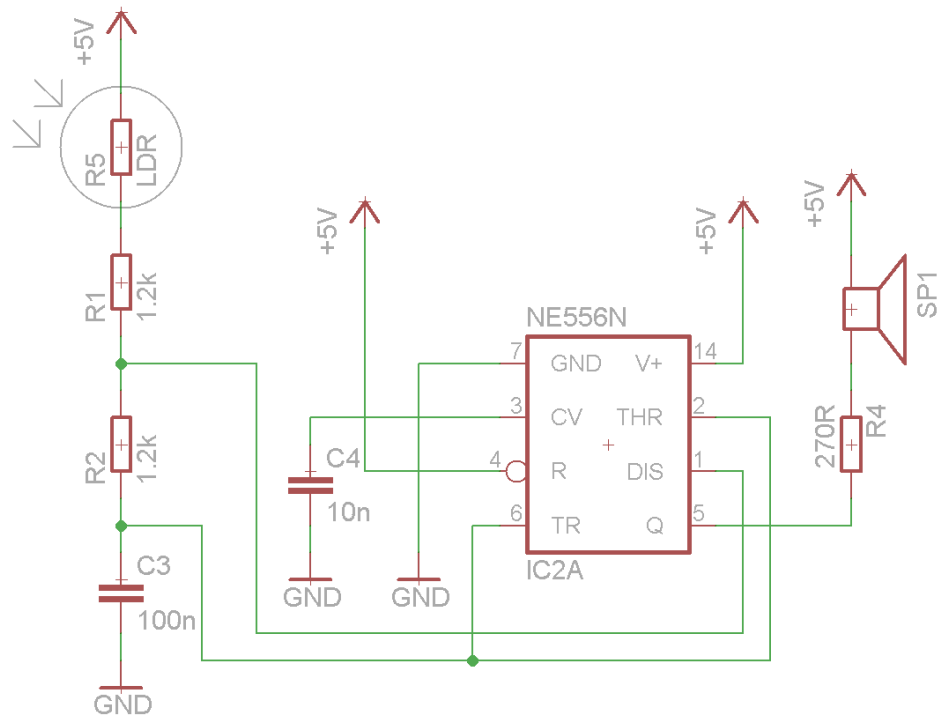 +5V
R5
LDR
R1
1.2k
R2
1.2k
C3
100n
GND
+5V
C4
10n
GND
GND
NE556N
7
GND
V+
14
3
CV
THR
2
4
R
DIS
1
6
TR
Q
5
IC2A
+5V
+5V
SP1
270R
R4